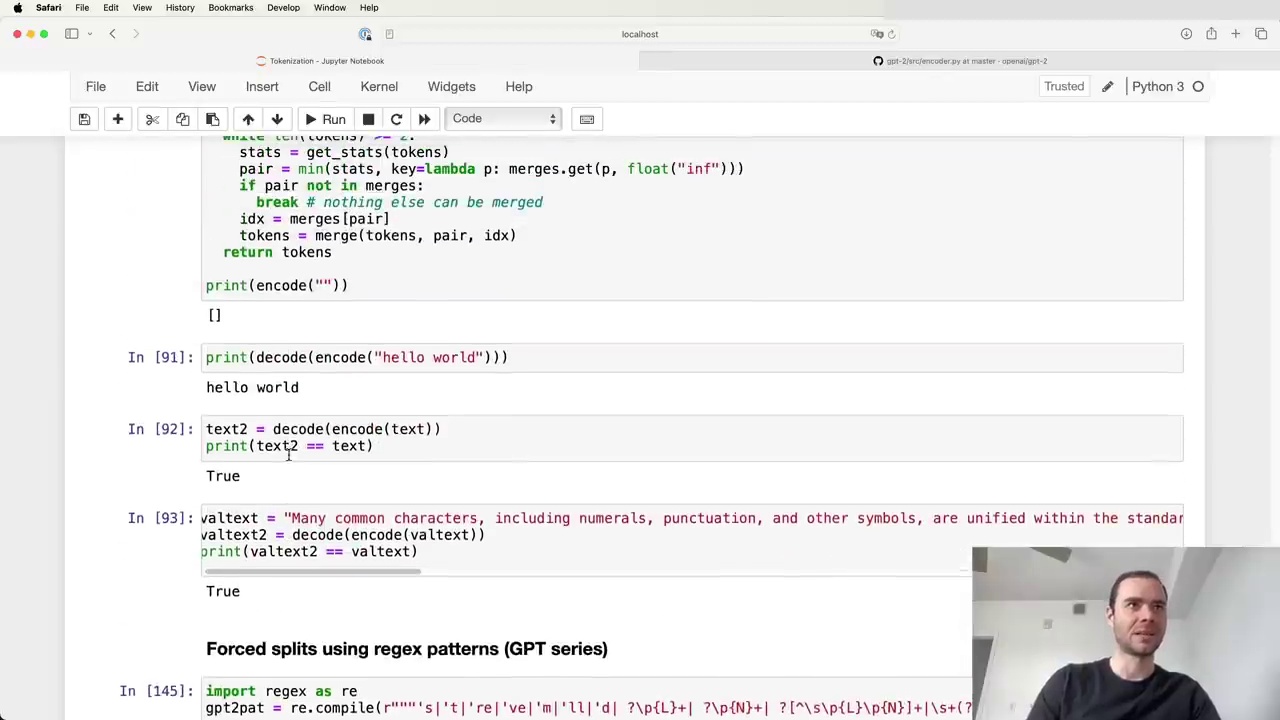 Safari File Edit View History Bookmarks Develop Window Help
localhost
Tokenization - Jupyter Notebook
gpt-2/src/encoder.py at master · openai/gpt-2
File Edit View Insert Cell Kernel Widgets Help
Trusted
Python 3
Run
Code
while len(tokens) >= 2:
stats = get_stats(tokens)
pair = min(stats, key=lambda p: merges.get(p, float("inf")))
if pair not in merges:
break # nothing else can be merged
idx = merges[pair]
tokens = merge(tokens, pair, idx)
return tokens
print(encode(""))
[]
In [91]: print(decode(encode("hello world")))
hello world
In [92]: text2 = decode(encode(text))
print(text2 == text)
True
In [93]: valtext = "Many common characters, including numerals, punctuation, and other symbols, are unified within the standar
valtext2 = decode(encode(valtext))
print(valtext2 == valtext)
True
Forced splits using regex patterns (GPT series)
In [145]: import regex as re
gpt2pat = re.compile(r"""'s|'t|'re|'ve|'m|'ll|'d| ?\p{L}+| ?\p{N}+| ?[^\s\p{L}\p{N}]+|\s+(?